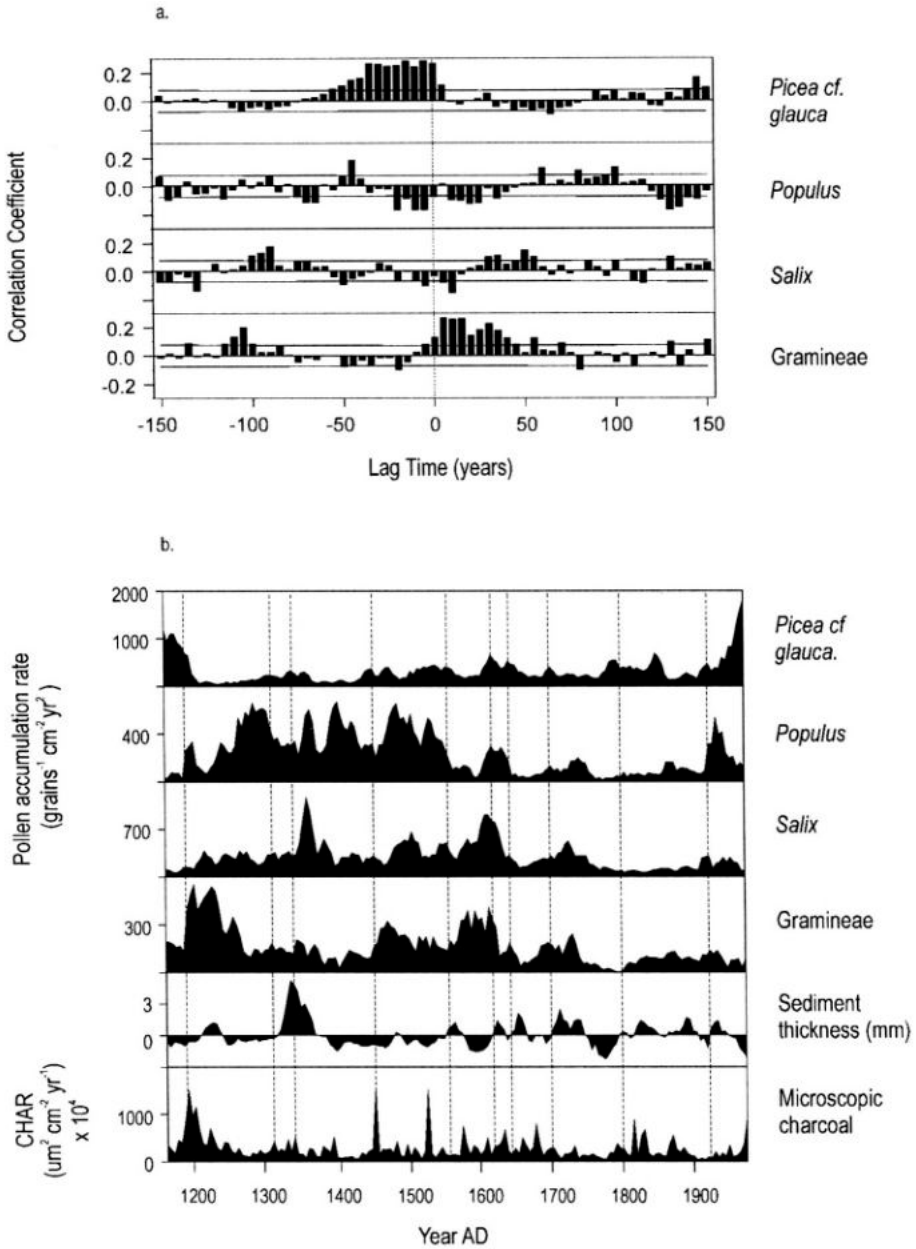 a.
0.2
0.0
Picea cf.
glauca
0.2
0.0
Populus
0.2
0.0
Salix
0.2
0.0
-0.2
Gramineae
Correlation Coefficient
-150 -100 -50 0 50 100 150
Lag Time (years)
b.
2000
1000
Picea cf
glauca.
400
Populus
700
Salix
300
Gramineae
Pollen accumulation rate
(grains⁻¹ cm⁻² yr²)
3
0
Sediment
thickness (mm)
1000
0
Microscopic
charcoal
CHAR
(um² cm⁻² yr⁻¹)
x 10⁴
1200 1300 1400 1500 1600 1700 1800 1900
Year AD